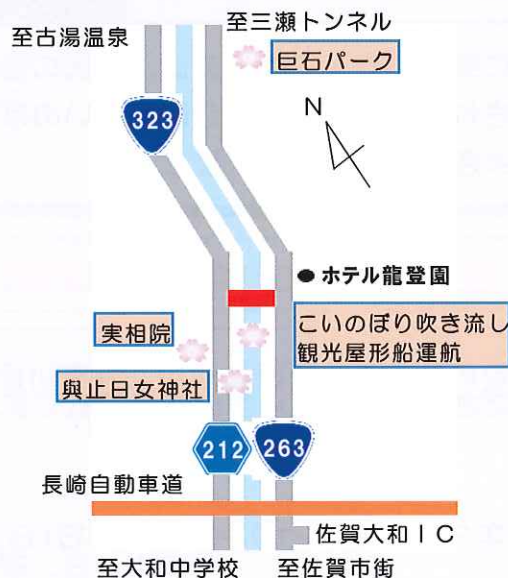 至三瀬トンネル
至古湯温泉
巨石パーク
323
N
ホテル龍登園
こいのぼり吹き流し
観光屋形船運航
実相院
與止日女神社
212
263
長崎自動車道
佐賀大和IC
至大和中学校
至佐賀市街